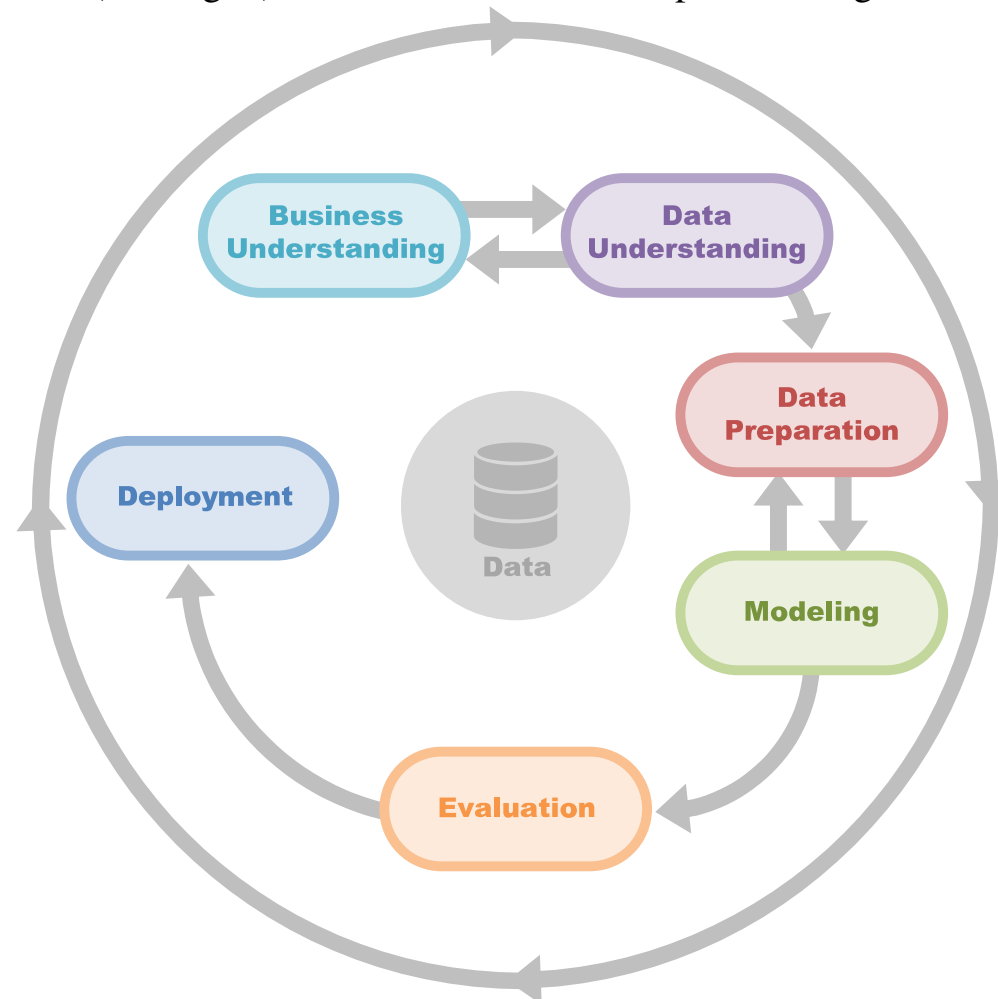 Business
Understanding
Data
Understanding
Data
Preparation
Deployment
Data
Modeling
Evaluation